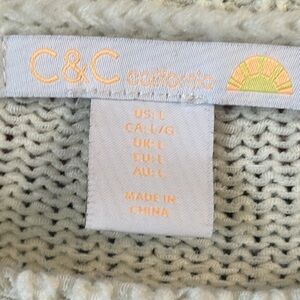 C&C california
US: L
CA: L/G
UK: L
EU: L
AU: L
MADE IN
CHINA